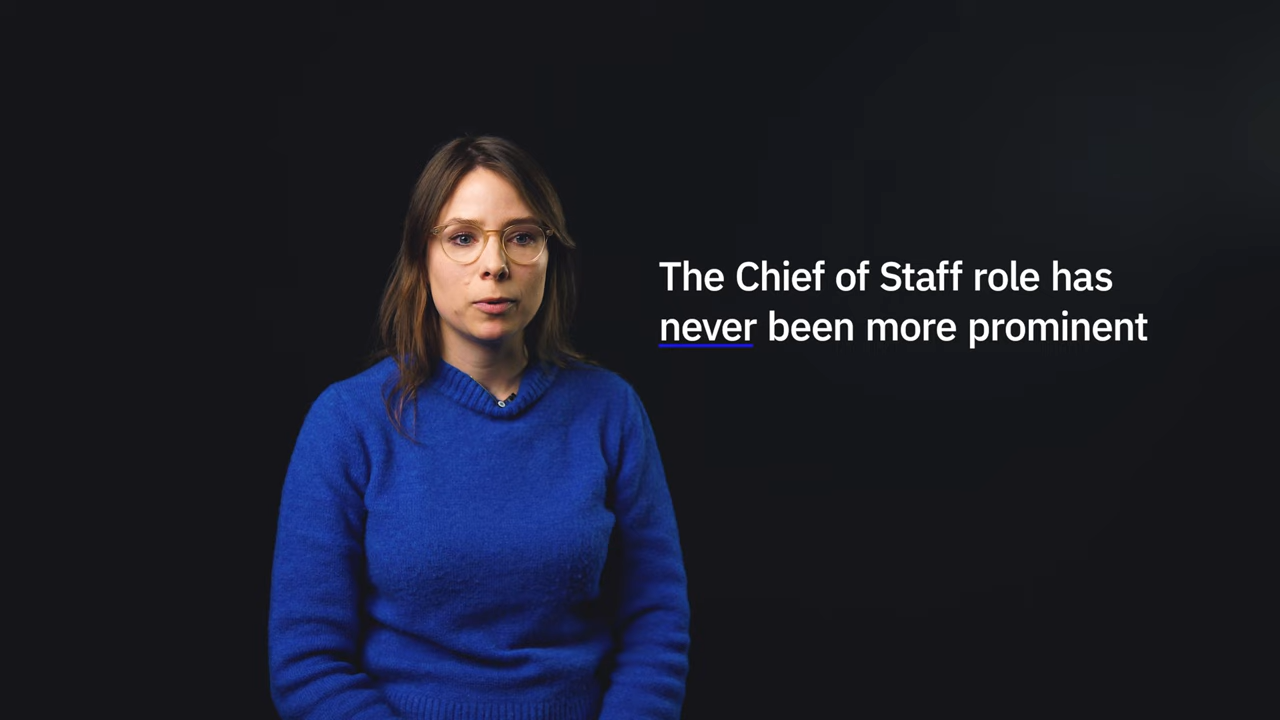 The Chief of Staff role has
never been more prominent